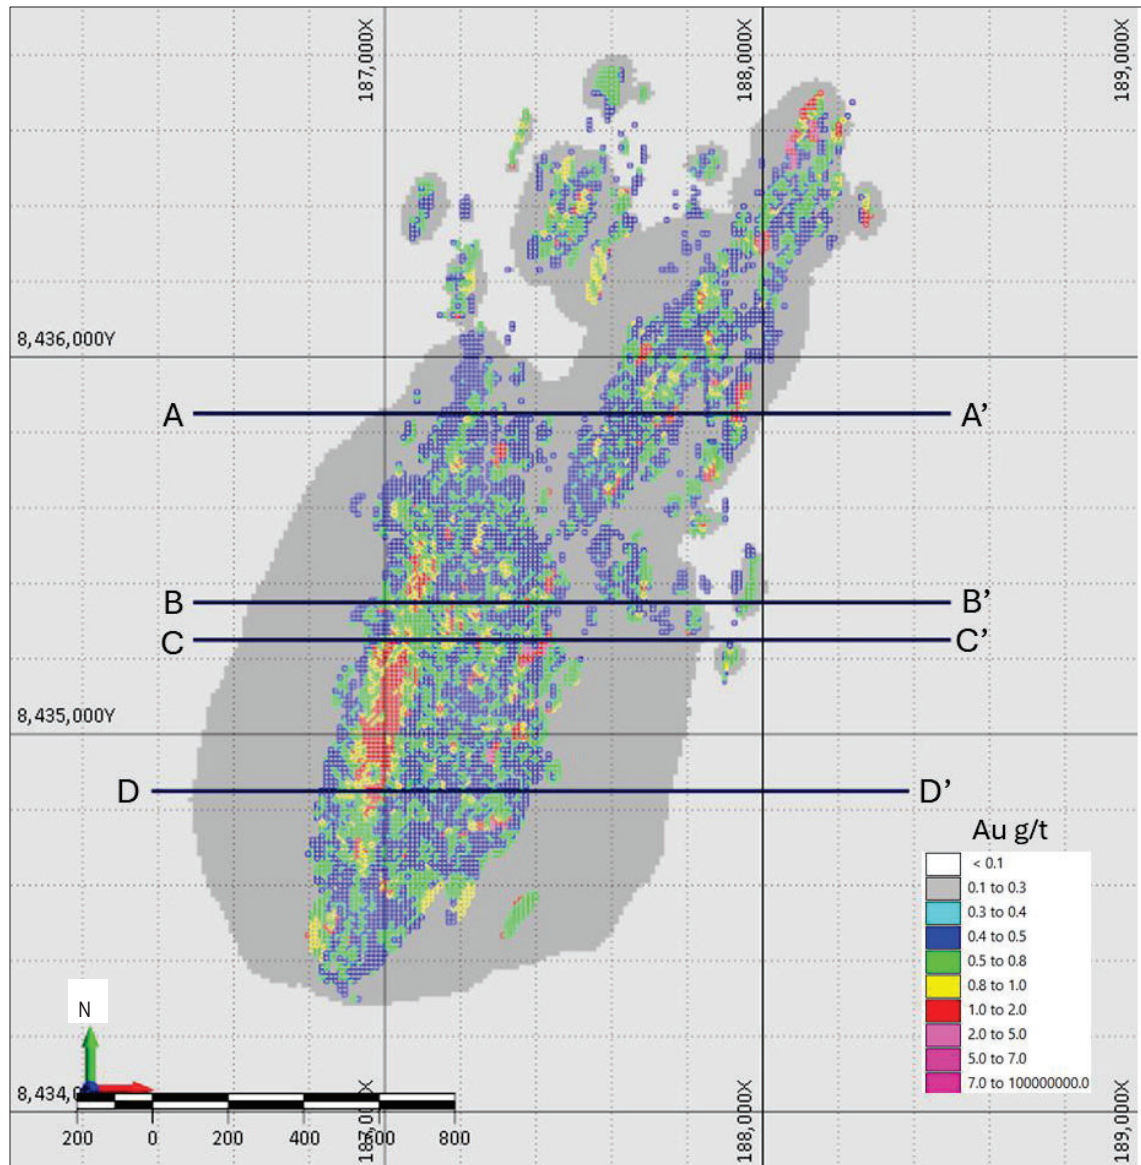 187,000X
188,000X
189,000X
8,436,000Y
A
A’
B
B’
C
C’
8,435,000Y
D
D’
Au g/t
< 0.1
0.1 to 0.3
0.3 to 0.4
0.4 to 0.5
0.5 to 0.8
0.8 to 1.0
1.0 to 2.0
2.0 to 5.0
5.0 to 7.0
7.0 to 100000000.0
N
188,000X
189,000X
200 0 200 400 600 800